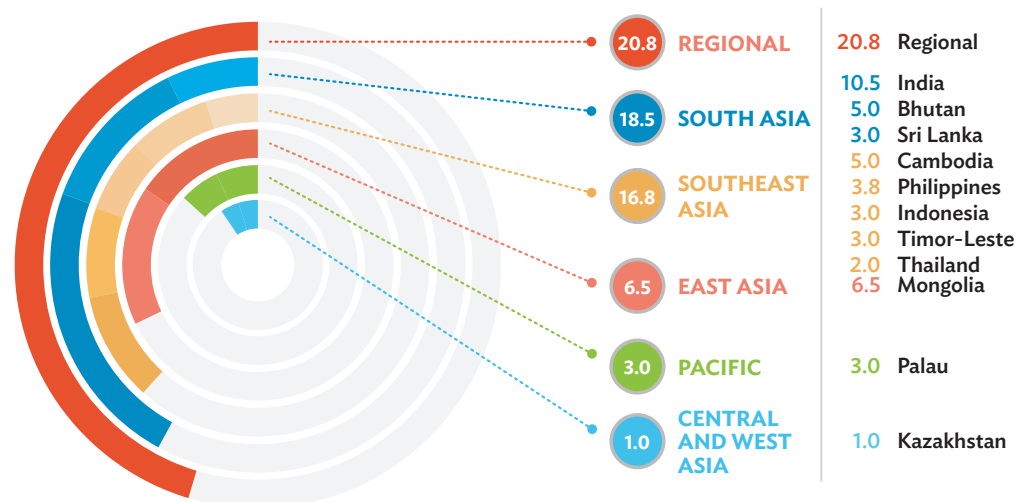 20.8 REGIONAL
18.5 SOUTH ASIA
16.8 SOUTHEAST
ASIA
6.5 EAST ASIA
3.0 PACIFIC
1.0 CENTRAL
AND WEST
ASIA
20.8 Regional
10.5 India
5.0 Bhutan
3.0 Sri Lanka
5.0 Cambodia
3.8 Philippines
3.0 Indonesia
3.0 Timor-Leste
2.0 Thailand
6.5 Mongolia
3.0 Palau
1.0 Kazakhstan